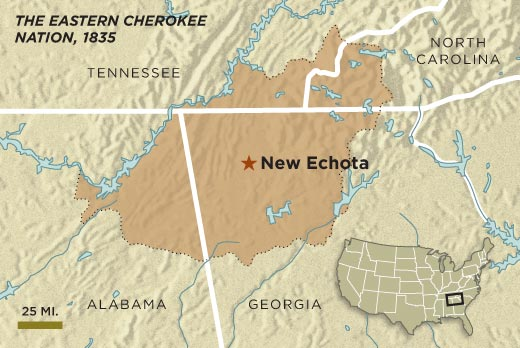 THE EASTERN CHEROKEE
NATION, 1835
NORTH
CAROLINA
TENNESSEE
New Echota
ALABAMA
GEORGIA
25 MI.